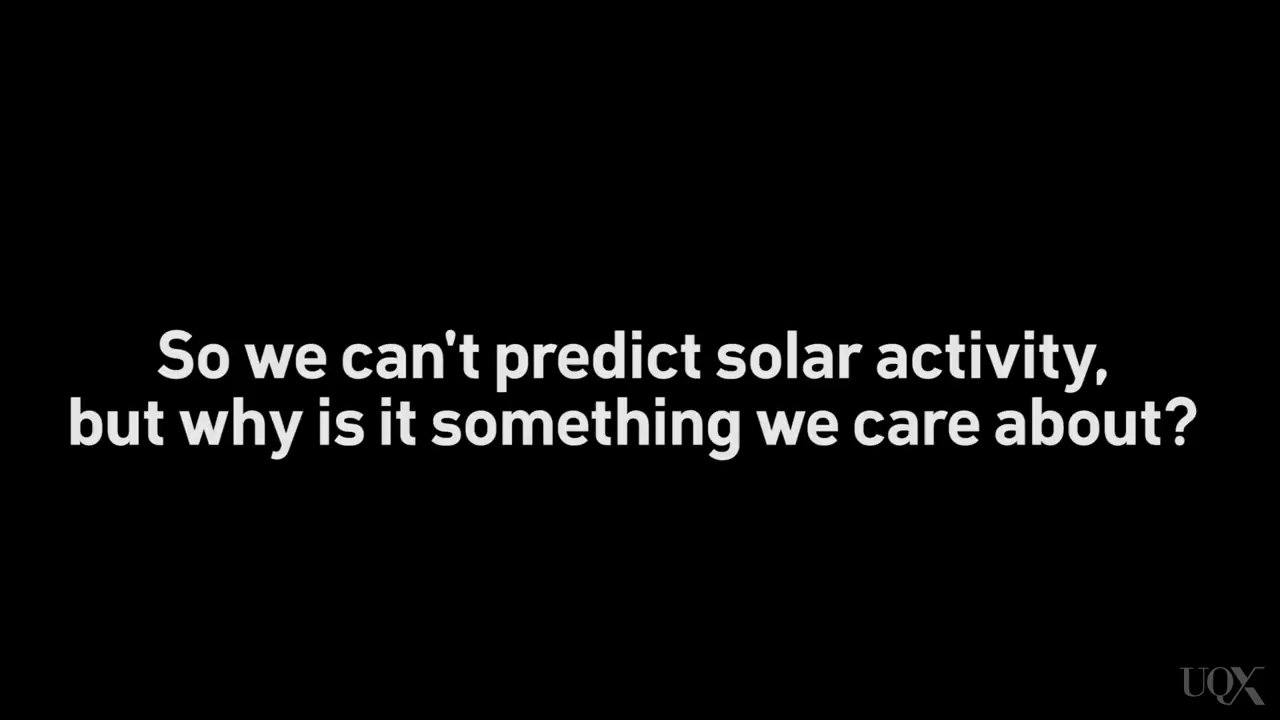 So we can't predict solar activity,
but why is it something we care about?
UQX